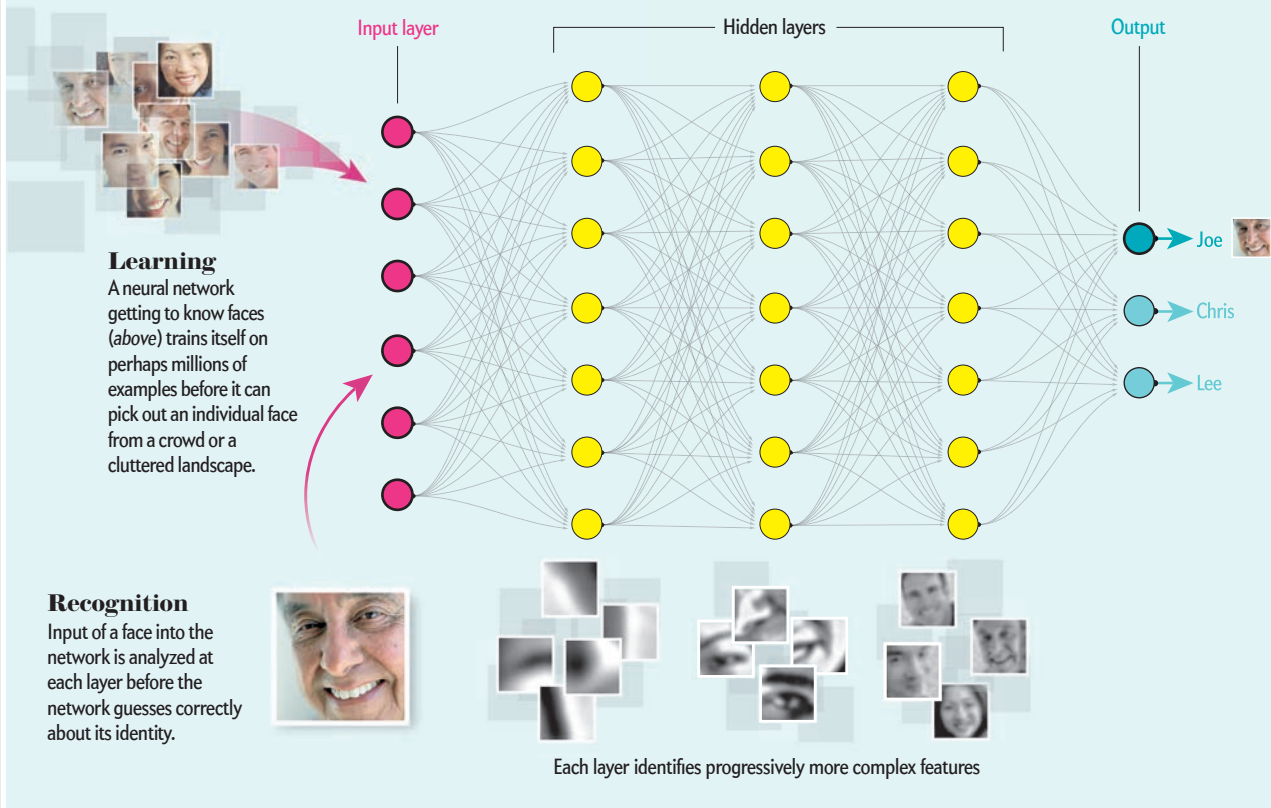 Input layer
Hidden layers
Output
Learning
A neural network
getting to know faces
(above) trains itself on
perhaps millions of
examples before it can
pick out an individual face
from a crowd or a
cluttered landscape.
Joe
Chris
Lee
Recognition
Input of a face into the
network is analyzed at
each layer before the
network guesses correctly
about its identity.
Each layer identifies progressively more complex features